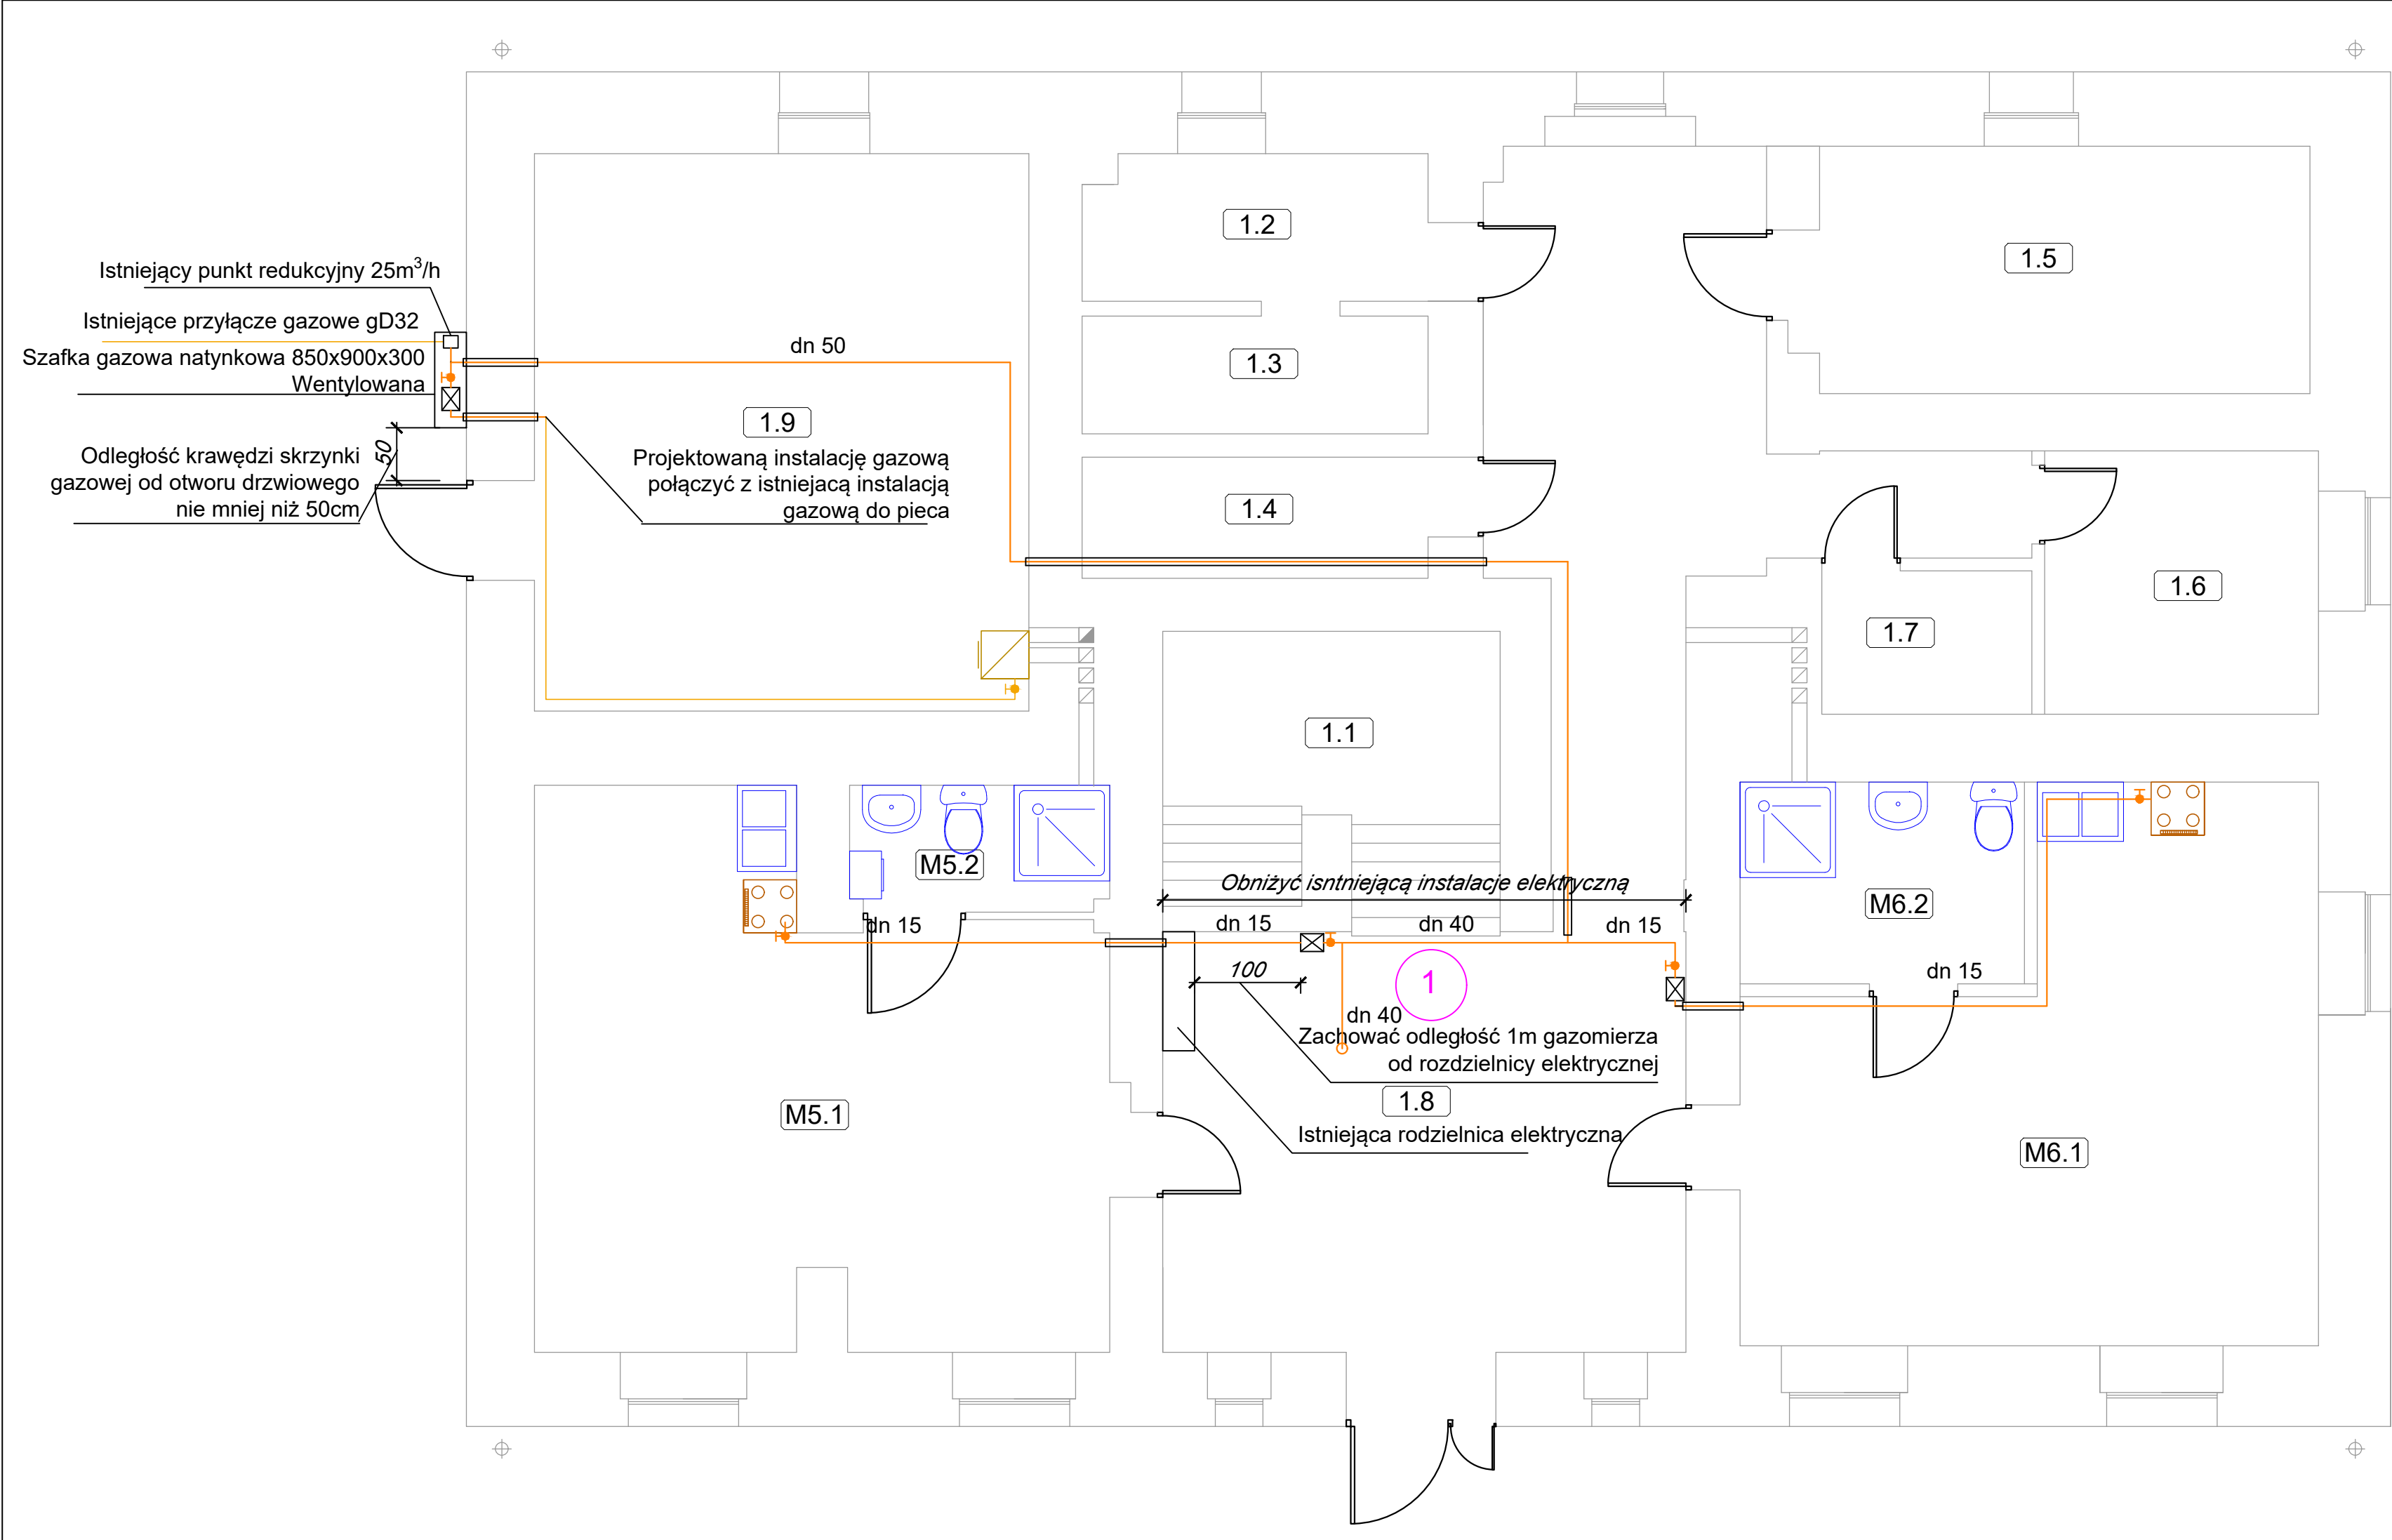 1.2
1.5
Istniejący punkt redukcyjny 25m³/h
Istniejące przyłącze gazowe gD32
dn 50
Szafka gazowa natynkowa 850x900x300
Wentylowana
1.3
1.9
50
Odległość krawędzi skrzynki
gazowej od otworu drzwiowego
nie mniej niż 50cm
Projektowaną instalację gazową
połączyć z istniejacą instalacją
gazową do pieca
1.4
1.6
1.7
1.1
M5.2
Obniżyć isntniejącą instalacje elektryczną
M6.2
dn 15
dn 15
dn 40
dn 15
100
1
dn 15
dn 40
Zachować odległość 1m gazomierza
od rozdzielnicy elektrycznej
1.8
M5.1
Istniejąca rodzielnica elektryczna
M6.1